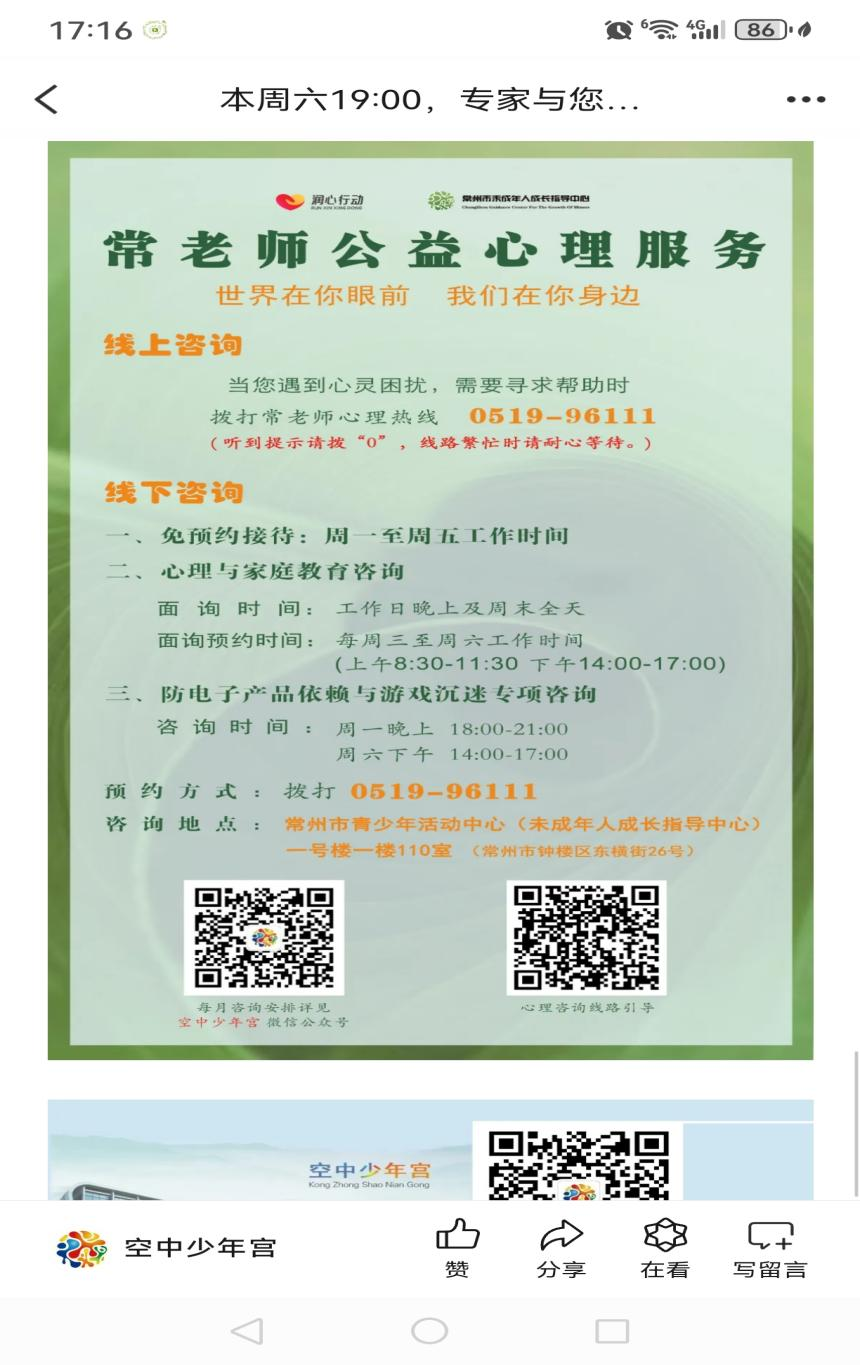 17:16
6 4G 86
本周六19:00，专家与您...
润心行动
RUN XIN XING DONG
常州市未成年人成长指导中心
Changzhou Guidance Center For The Growth Of Minors
常老师公益心理服务
世界在你眼前 我们在你身边
线上咨询
当您遇到心灵困扰，需要寻求帮助时
拨打常老师心理热线 0519-96111
(听到提示请拨“0”，线路繁忙时请耐心等待。)
线下咨询
一、免预约接待：周一至周五工作时间
二、心理与家庭教育咨询
面询时间：工作日晚上及周末全天
面询预约时间：每周三至周六工作时间
(上午8:30-11:30 下午14:00-17:00)
三、防电子产品依赖与游戏沉迷专项咨询
咨询时间：周一晚上 18:00-21:00
周六下午 14:00-17:00
预约方式：拨打 0519-96111
咨询地点：常州市青少年活动中心（未成年人成长指导中心）
一号楼一楼110室 （常州市钟楼区东横街26号）
每月咨询安排详见
空中少年宫 微信公众号
心理咨询线路引导
空中少年宫
Kong Zhong Shao Nian Gong
空中少年宫
赞
分享
在看
写留言